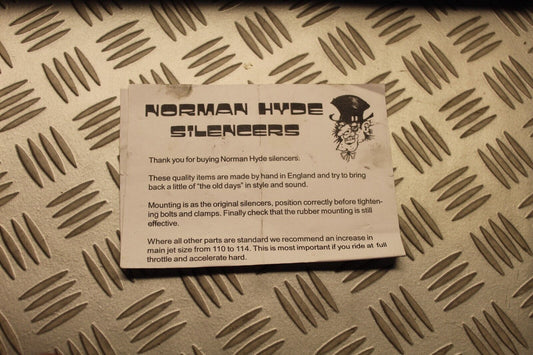 NORMAN HYDE
SILENCERS
Thank you for buying Norman Hyde silencers.
These quality items are made by hand in England and try to bring
back a little of "the old days" in style and sound.
Mounting is as the original silencers, position correctly before tighten-
ing bolts and clamps. Finally check that the rubber mounting is still
effective.
Where all other parts are standard we recommend an increase in
main jet size from 110 to 114. This is most important if you ride at full
throttle and accelerate hard.